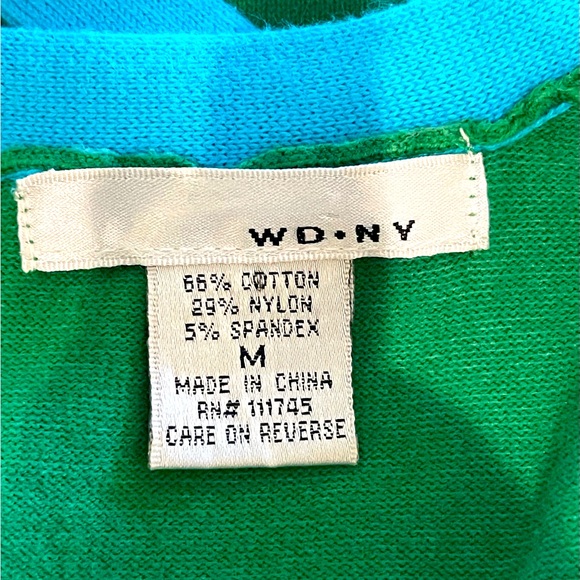 WD•NY
66% COTTON
29% NYLON
5% SPANDEX
M
MADE IN CHINA
RN# 111745
CARE ON REVERSE